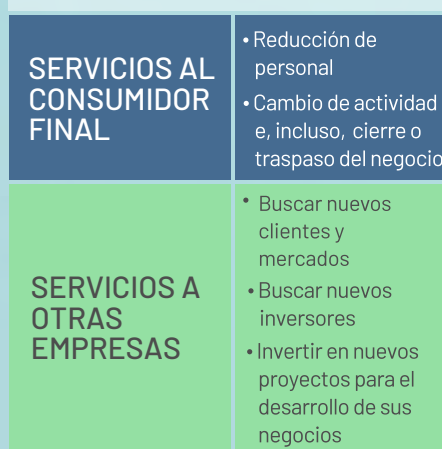 SERVICIOS AL
CONSUMIDOR
FINAL
• Reducción de
personal
• Cambio de actividad
e, incluso, cierre o
traspaso del negocio
SERVICIOS A
OTRAS
EMPRESAS
• Buscar nuevos
clientes y
mercados
• Buscar nuevos
inversores
• Invertir en nuevos
proyectos para el
desarrollo de sus
negocios